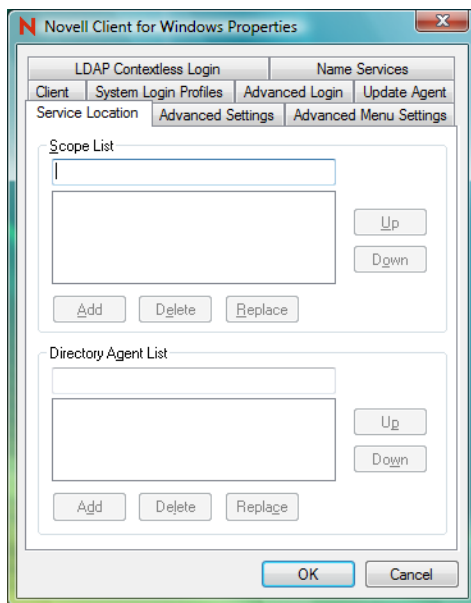 Novell Client for Windows Properties
LDAP Contextless Login Name Services
Client System Login Profiles Advanced Login Update Agent
Service Location Advanced Settings Advanced Menu Settings
Scope List
Up
Down
Add Delete Replace
Directory Agent List
Up
Down
Add Delete Replace
OK Cancel